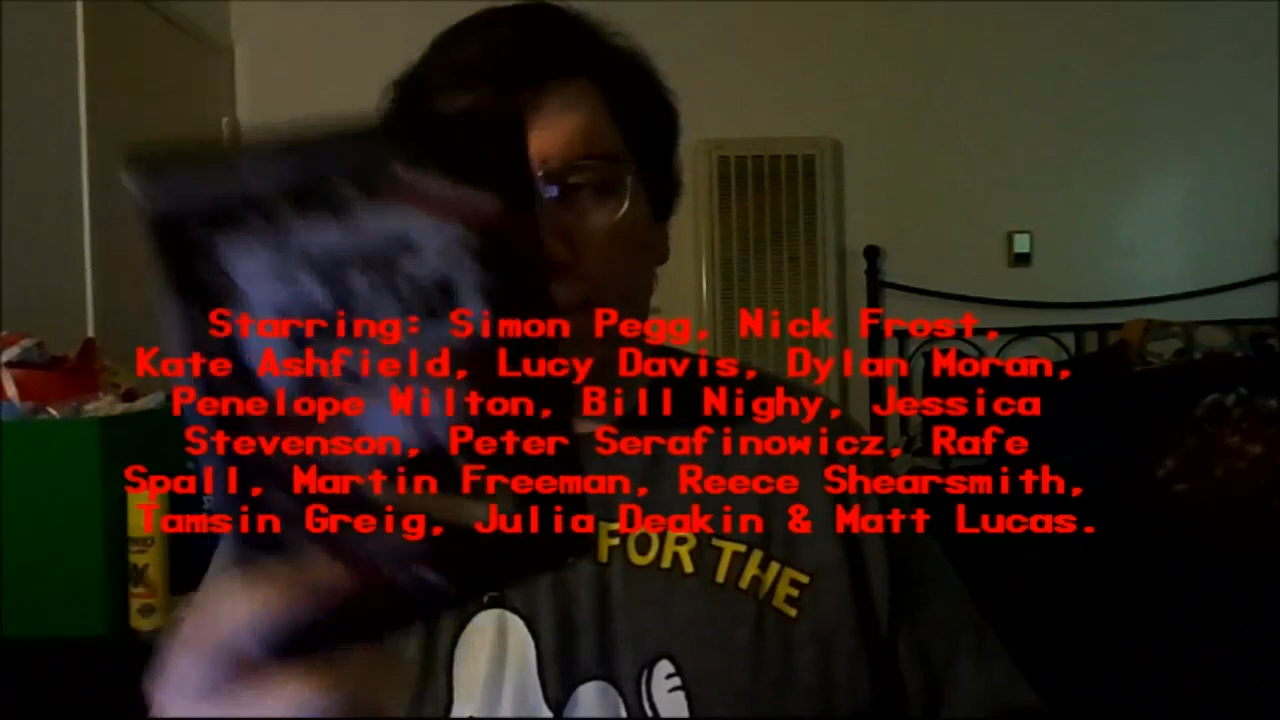 Starring: Simon Pegg, Nick Frost,
Kate Ashfield, Lucy Davis, Dylan Moran,
Penelope Wilton, Bill Nighy, Jessica
Stevenson, Peter Serafinowicz, Rafe
Spall, Martin Freeman, Reece Shearsmith,
Tamsin Greig, Julia Deakin & Matt Lucas.
FOR THE